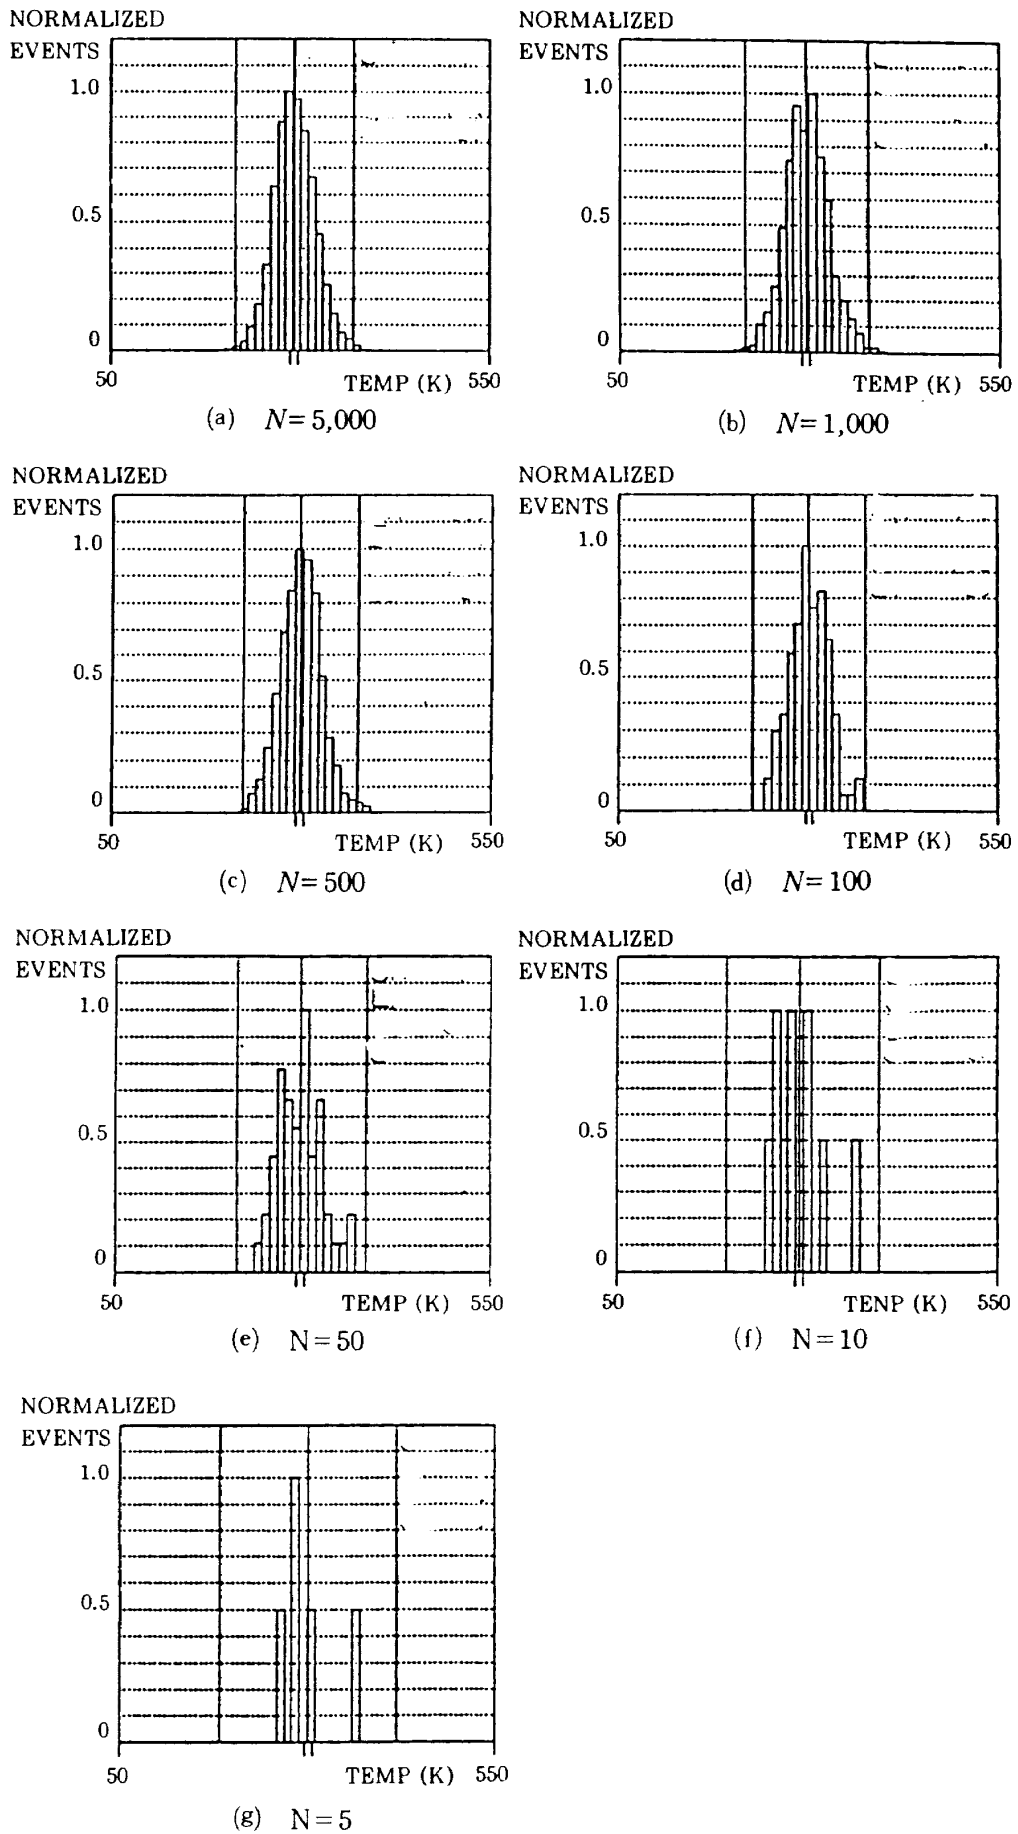 NORMALIZED
EVENTS
1.0
0.5
0
50
TEMP (K)
550
(a) N = 5,000
NORMALIZED
EVENTS
1.0
0.5
0
50
TEMP (K)
550
(b) N = 1,000
NORMALIZED
EVENTS
1.0
0.5
0
50
TEMP (K)
550
(c) N = 500
NORMALIZED
EVENTS
1.0
0.5
0
50
TEMP (K)
550
(d) N = 100
NORMALIZED
EVENTS
1.0
0.5
0
50
TEMP (K)
550
(e) N = 50
NORMALIZED
EVENTS
1.0
0.5
0
50
TENP (K)
550
(f) N = 10
NORMALIZED
EVENTS
1.0
0.5
0
50
TEMP (K)
550
(g) N = 5